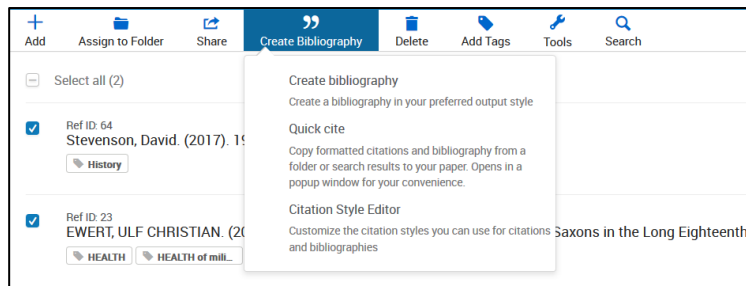 Add Assign to Folder Share Create Bibliography Delete Add Tags Tools Search
Select all (2)
Create bibliography
Create a bibliography in your preferred output style
Quick cite
Copy formatted citations and bibliography from a
folder or search results to your paper. Opens in a
popup window for your convenience.
Citation Style Editor
Customize the citation styles you can use for citations
and bibliographies
Ref ID: 64
Stevenson, David. (2017). 19
History
Ref ID: 23
EWERT, ULF CHRISTIAN. (20 Saxons in the Long Eighteenth
HEALTH HEALTH of mili...